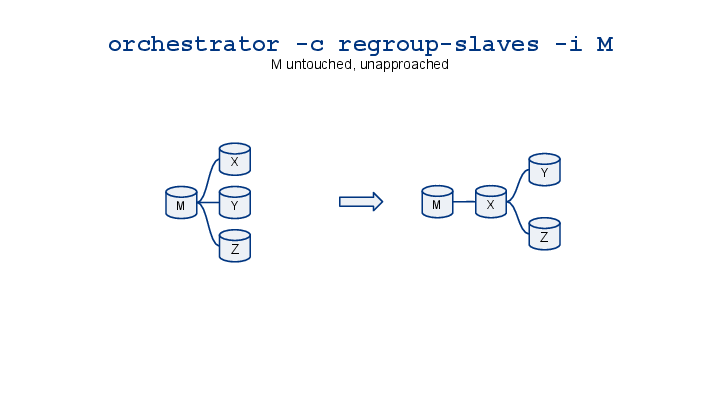 orchestrator -c regroup-slaves -i M
M untouched, unapproached
X
M
Y
Z
M
X
Y
Z